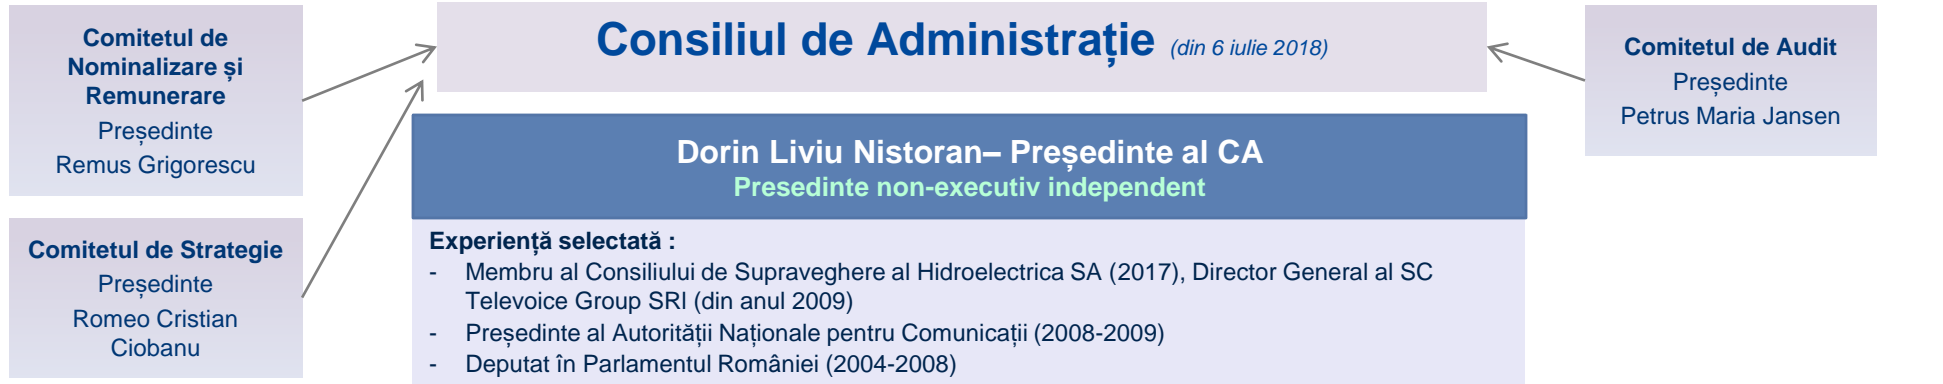 Comitetul de
Nominalizare și
Remunerare
Președinte
Remus Grigorescu
Comitetul de Strategie
Președinte
Romeo Cristian
Ciobanu
Consiliul de Administrație (din 6 iulie 2018)
Dorin Liviu Nistoran– Președinte al CA
Presedinte non-executiv independent
Experiență selectată :
- Membru al Consiliului de Supraveghere al Hidroelectrica SA (2017), Director General al SC
Televoice Group SRI (din anul 2009)
- Președinte al Autorității Naționale pentru Comunicații (2008-2009)
- Deputat în Parlamentul României (2004-2008)
Comitetul de Audit
Președinte
Petrus Maria Jansen